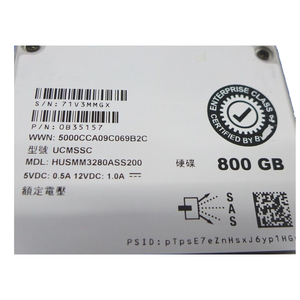 S/N: 71V3MMGX
P/N: 0B35157
WWN: 5000CCA09C069B2C
型號 UCMSSC
MDL: HUSMM3280ASS200
硬碟 800 GB
5VDC: 0.5A 12VDC: 1.0A
額定電壓
SAS
ENTERPRISE CLASS
CERTIFIED BY